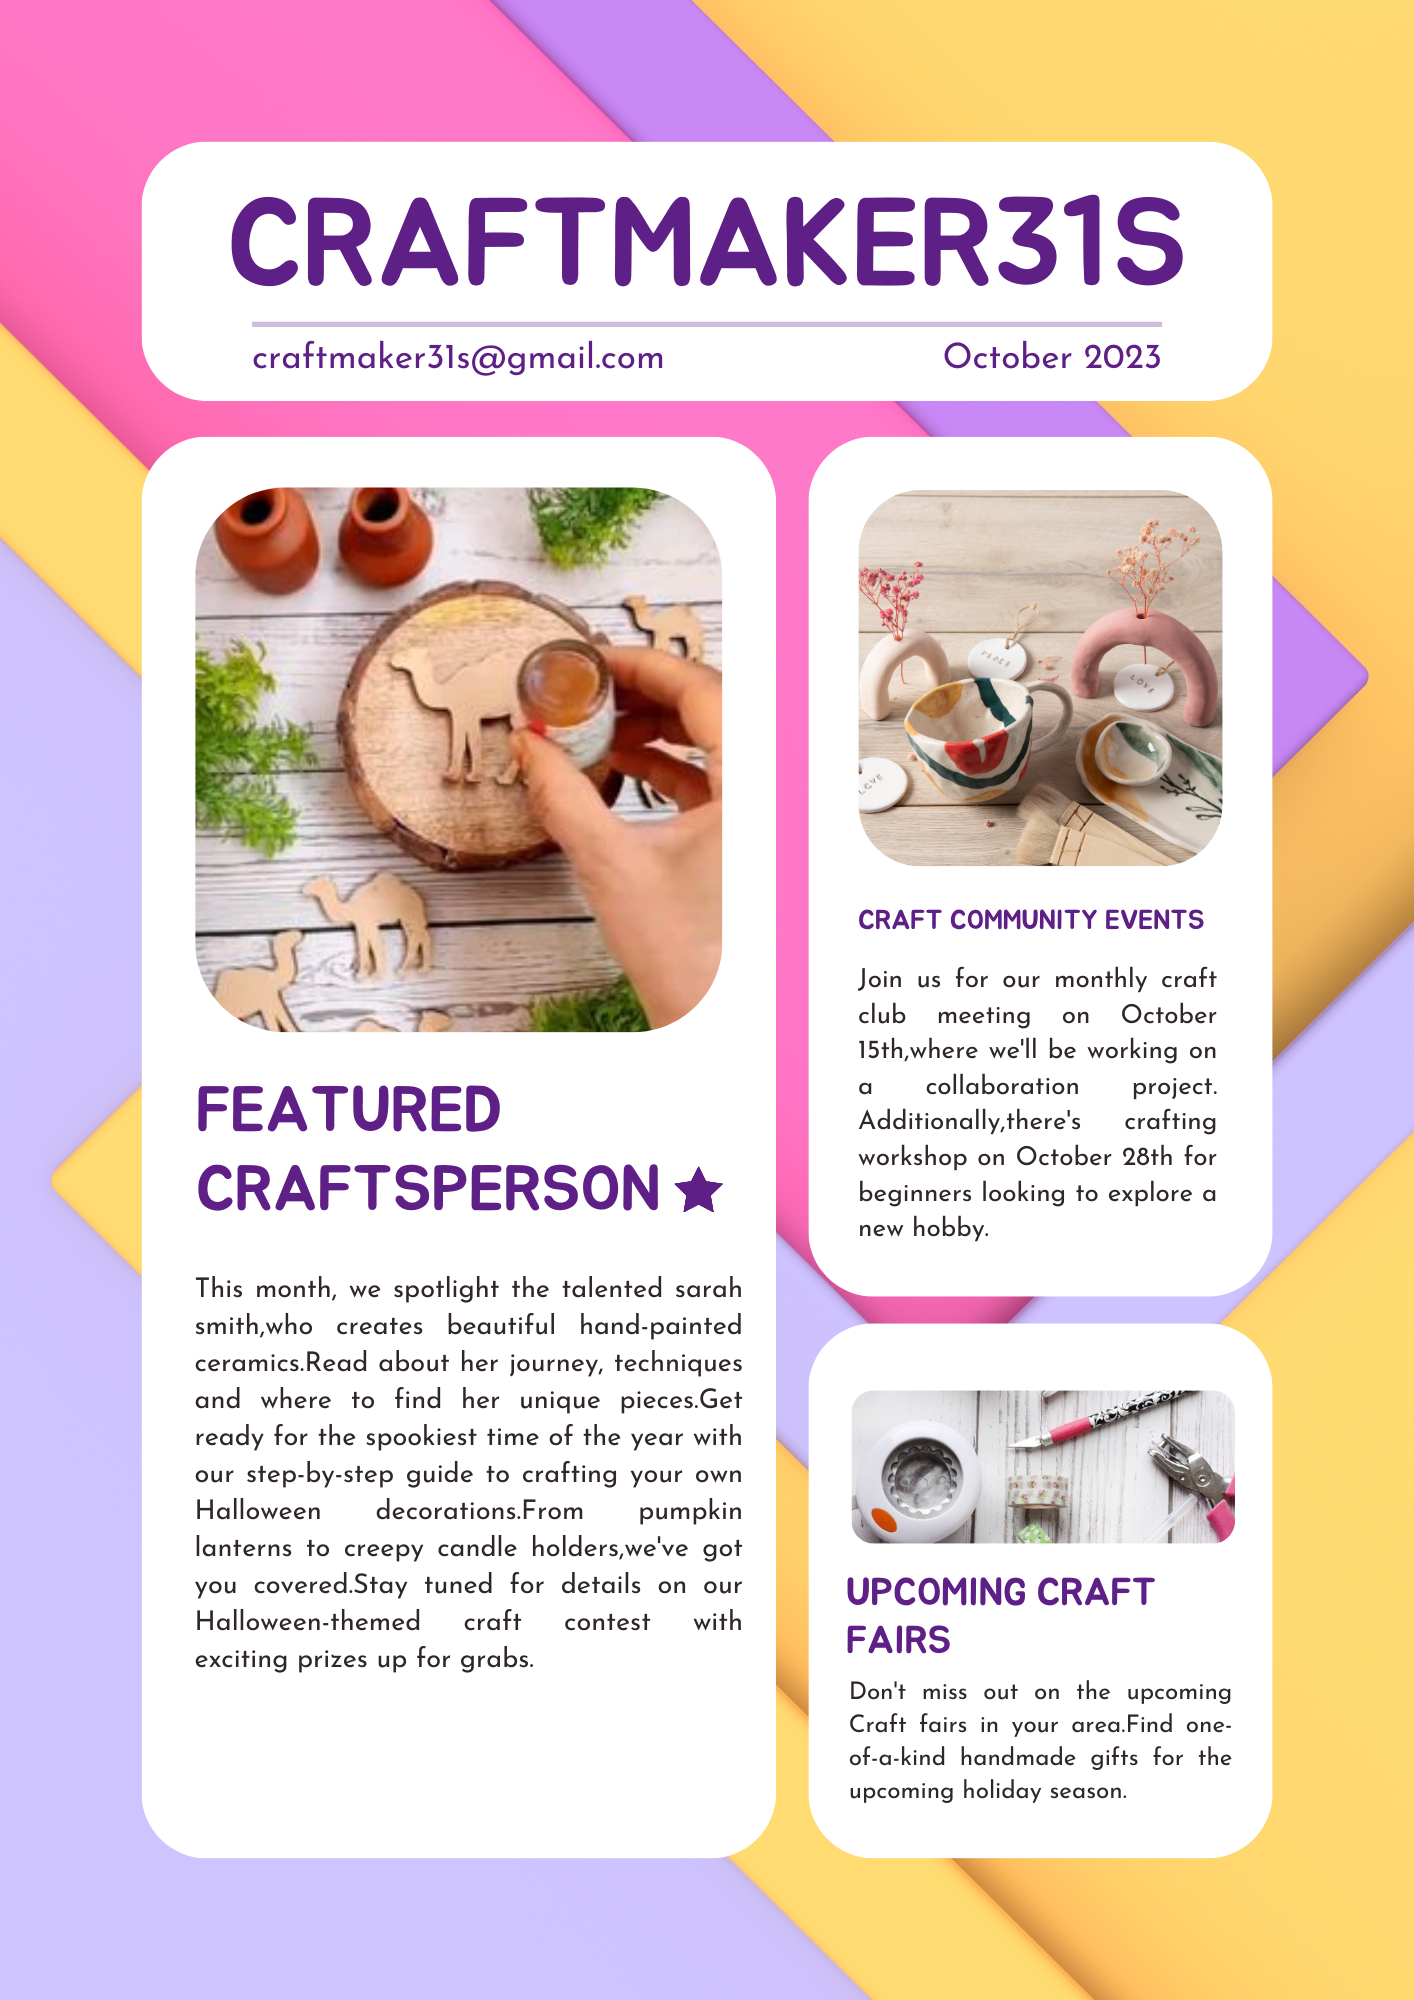 CRAFTMAKER31S
craftmaker31s@gmail.com
October 2023
FEATURED
CRAFTSPERSON
This month, we spotlight the talented sarah
smith,who creates beautiful hand-painted
ceramics.Read about her journey, techniques
and where to find her unique pieces.Get
ready for the spookiest time of the year with
our step-by-step guide to crafting your own
Halloween decorations.From pumpkin
lanterns to creepy candle holders,we've got
you covered.Stay tuned for details on our
Halloween-themed craft contest with
exciting prizes up for grabs.
PEACE
LOVE
LOVE
CRAFT COMMUNITY EVENTS
Join us for our monthly craft
club meeting on October
15th,where we'll be working on
a collaboration project.
Additionally,there's crafting
workshop on October 28th for
beginners looking to explore a
new hobby.
UPCOMING CRAFT
FAIRS
Don't miss out on the upcoming
Craft fairs in your area.Find one-
of-a-kind handmade gifts for the
upcoming holiday season.